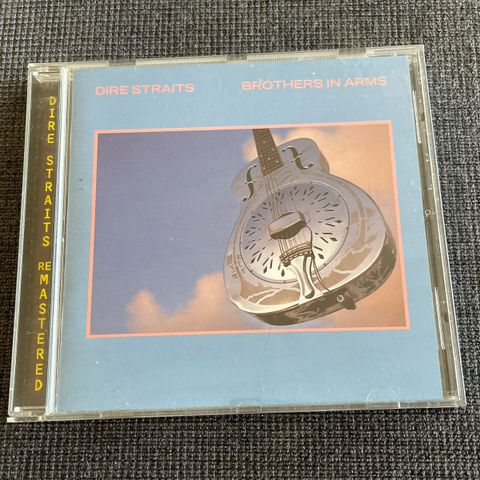 DIRE STRAITS BROTHERS IN ARMS
DIRE STRAITS REMASTERED